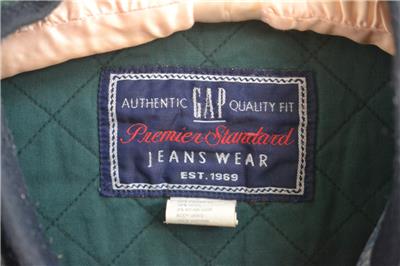 AUTHENTIC GAP QUALITY FIT
Premier Standard
JEANS WEAR
EST. 1969